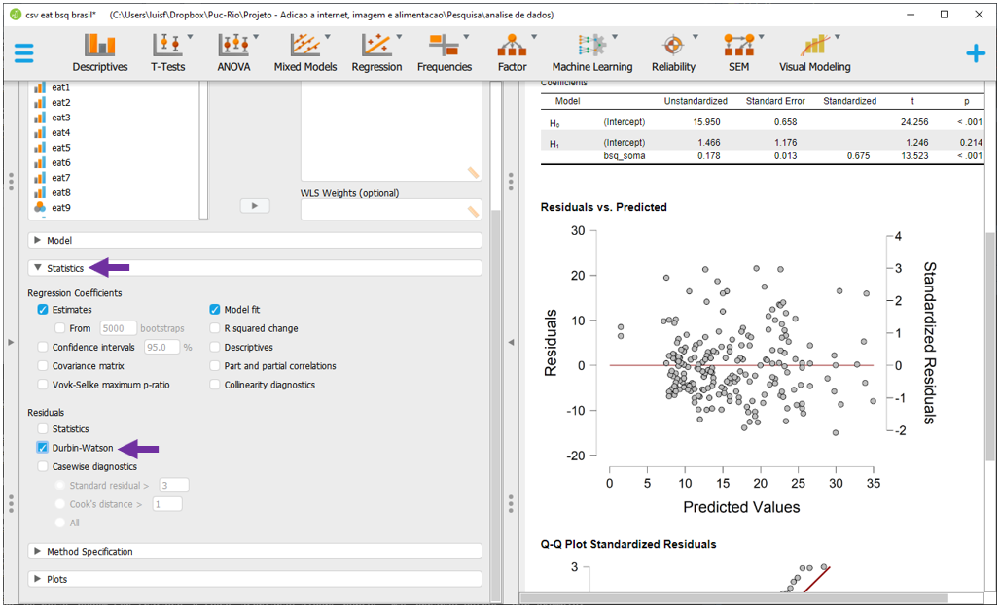 csv eat bsq brasil* (C:\Users\luisf\Dropbox\Puc-Rio\Projeto - Adicao a internet, imagem e alimentacao\Pesquisa\analise de dados)
Descriptives T-Tests ANOVA Mixed Models Regression Frequencies Factor Machine Learning Reliability SEM Visual Modeling
eat1
eat2
eat3
eat4
eat5
eat6
eat7
eat8
eat9
WLS Weights (optional)
Model
Statistics
Regression Coefficients
Estimates Model fit
From 5000 bootstraps R squared change
Confidence intervals 95.0 % Descriptives
Covariance matrix Part and partial correlations
Vovk-Sellke maximum p-ratio Collinearity diagnostics
Residuals
Statistics
Durbin-Watson
Casewise diagnostics
Standard residual > 3
Cook's distance > 1
All
Method Specification
Plots
Coefficients
Model Unstandardized Standard Error Standardized t p
H₀ (Intercept) 15.950 0.658 24.256 < .001
H₁ (Intercept) 1.466 1.176 1.246 0.214
bsq_soma 0.178 0.013 0.675 13.523 < .001
Residuals vs. Predicted
30
20
10
0
-10
-20
Residuals
4
3
2
1
0
-1
-2
Standardized Residuals
0 5 10 15 20 25 30 35
Predicted Values
Q-Q Plot Standardized Residuals
3